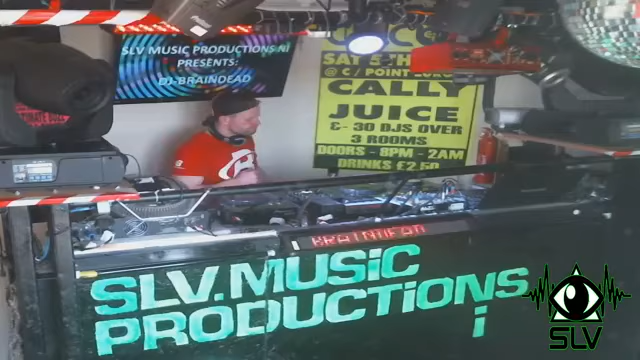 SLV MUSIC PRODUCTIONS NI
PRESENTS:
DJ-BRAINDEAD
SAT 5TH
@ C / POINT
CALLY
JUICE
£- 30 DJS OVER
3 ROOMS
DOORS - 8PM - 2AM
DRINKS £2.50
BRAINDEAD
SLV.MUSiC
PRODUCTiONS
i
SLV